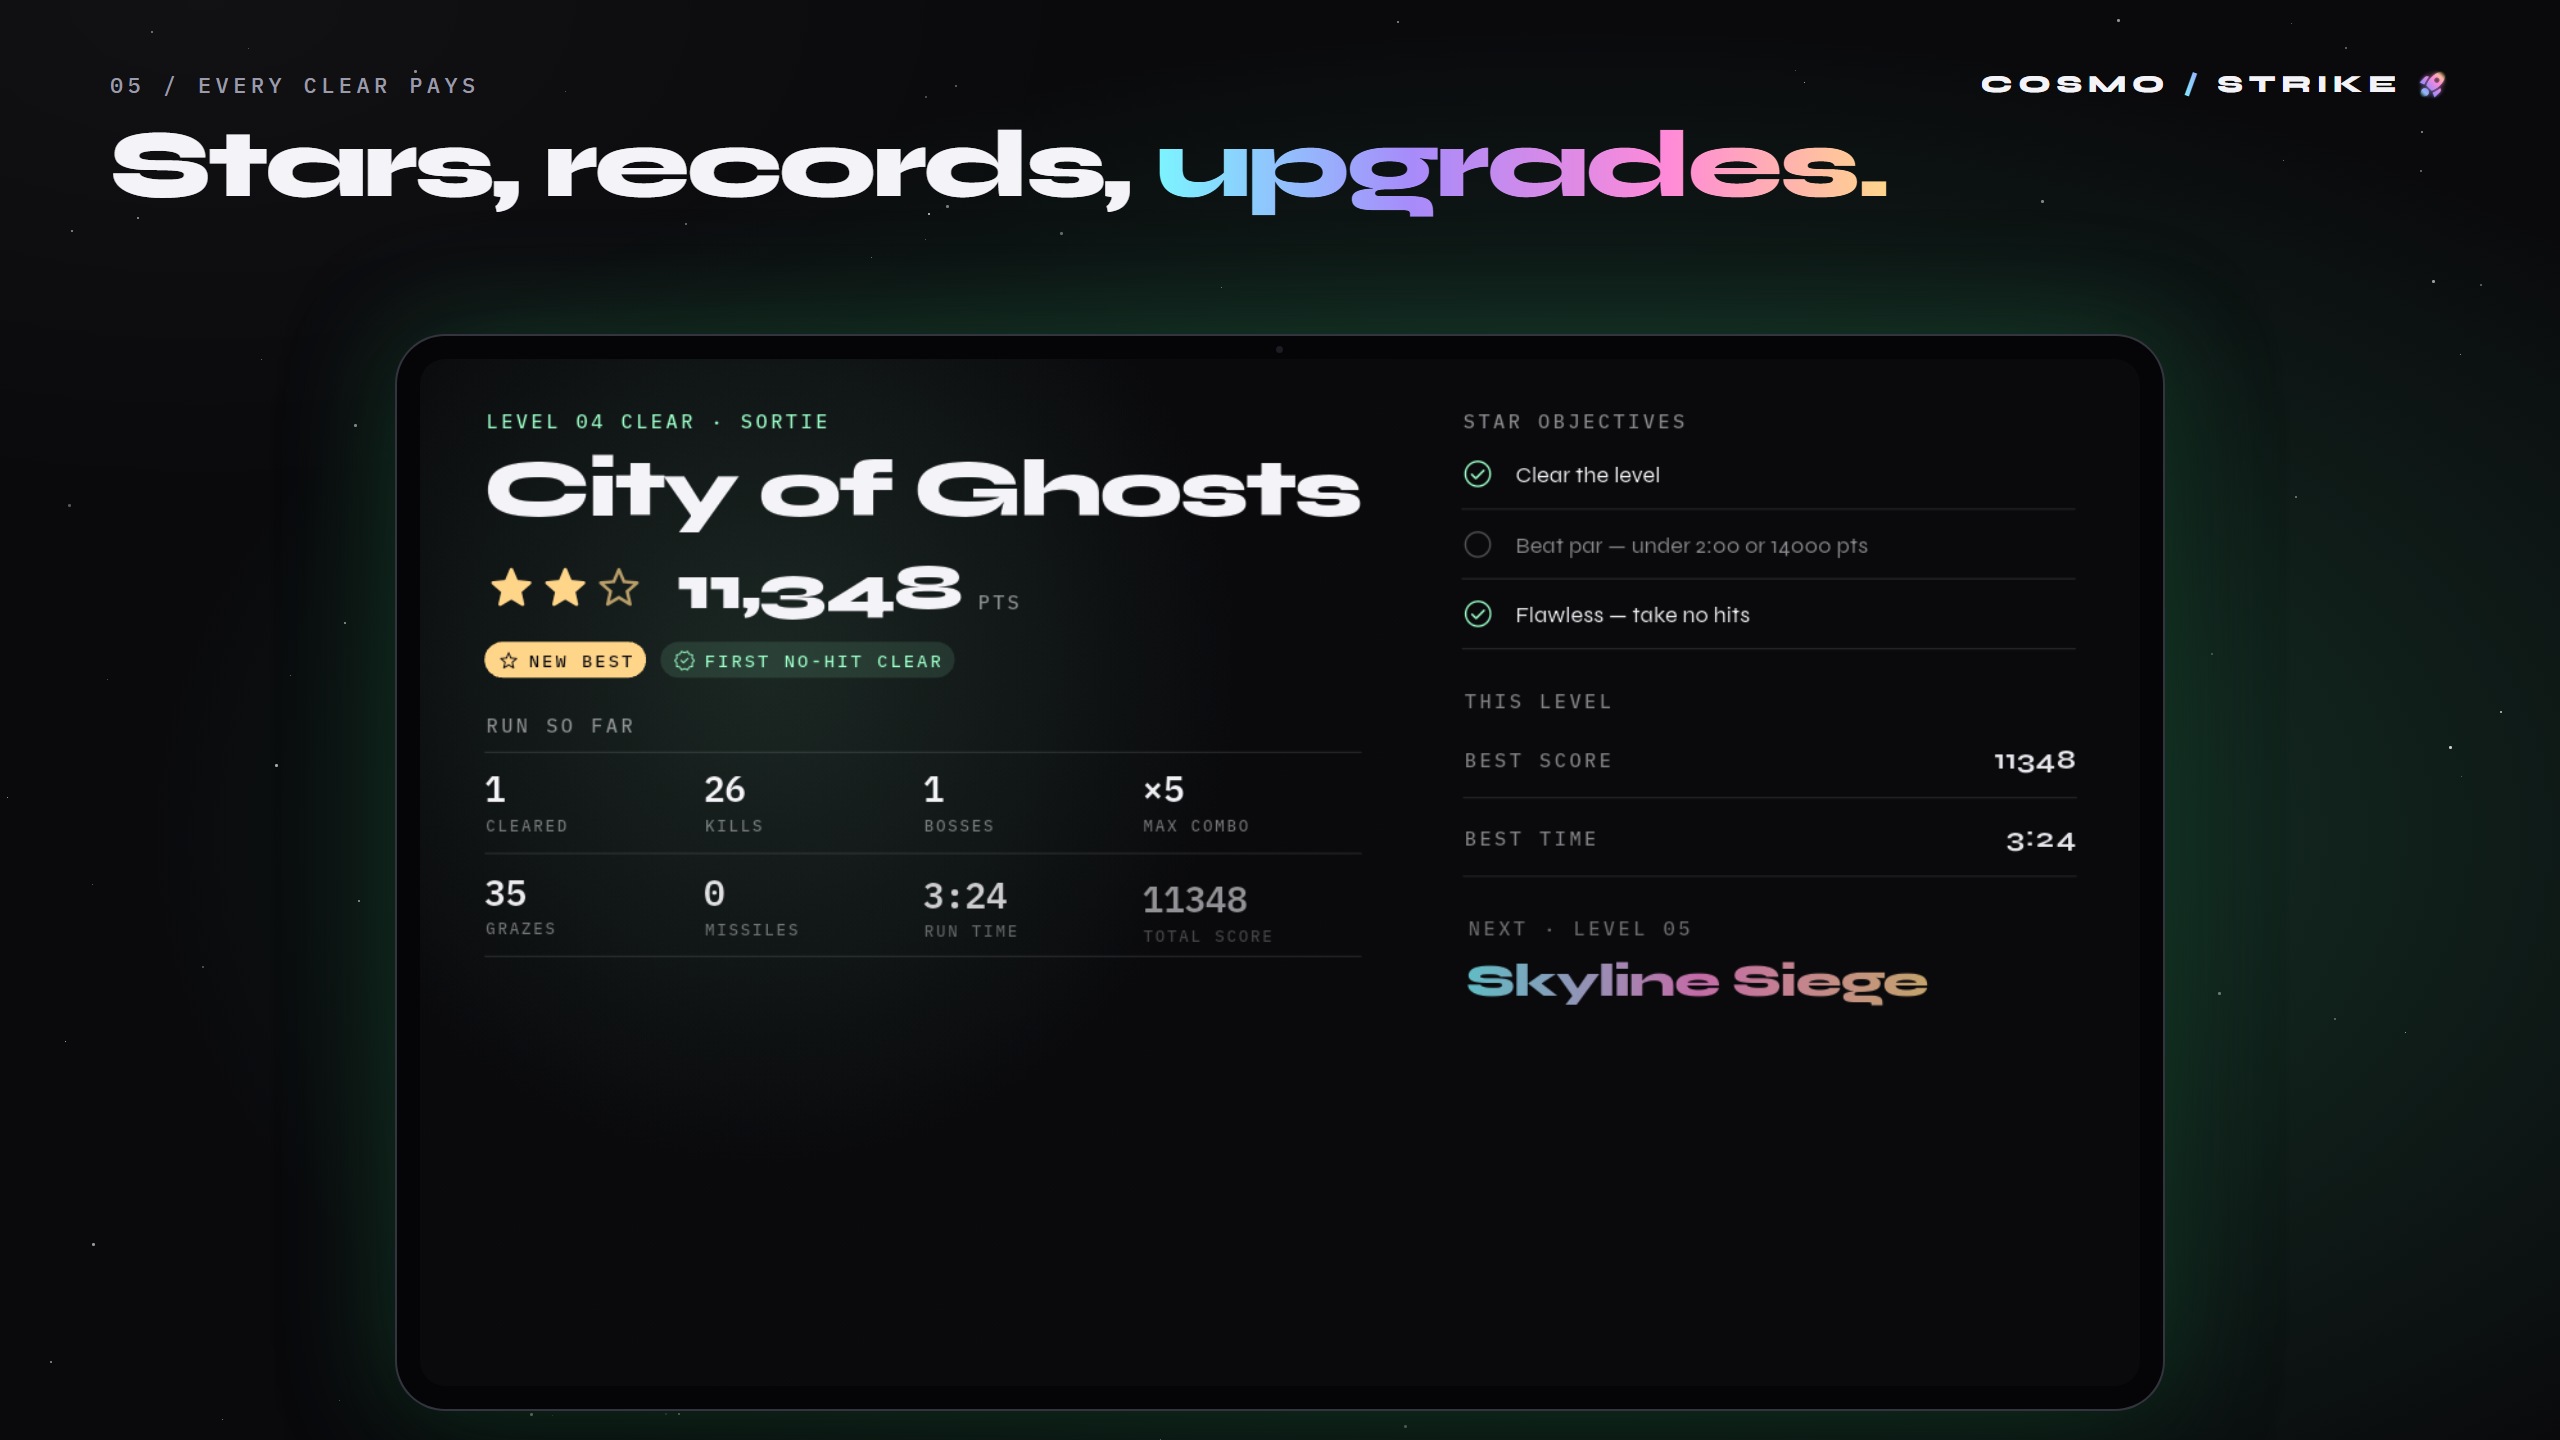 05 / EVERY CLEAR PAYS
COSMO / STRIKE
Stars, records, upgrades.
LEVEL 04 CLEAR · SORTIE
City of Ghosts
11,348 PTS
NEW BEST
FIRST NO-HIT CLEAR
RUN SO FAR
1
CLEARED
26
KILLS
1
BOSSES
×5
MAX COMBO
35
GRAZES
0
MISSILES
3:24
RUN TIME
11348
TOTAL SCORE
STAR OBJECTIVES
Clear the level
Beat par — under 2:00 or 14000 pts
Flawless — take no hits
THIS LEVEL
BEST SCORE 11348
BEST TIME 3:24
NEXT · LEVEL 05
Skyline Siege